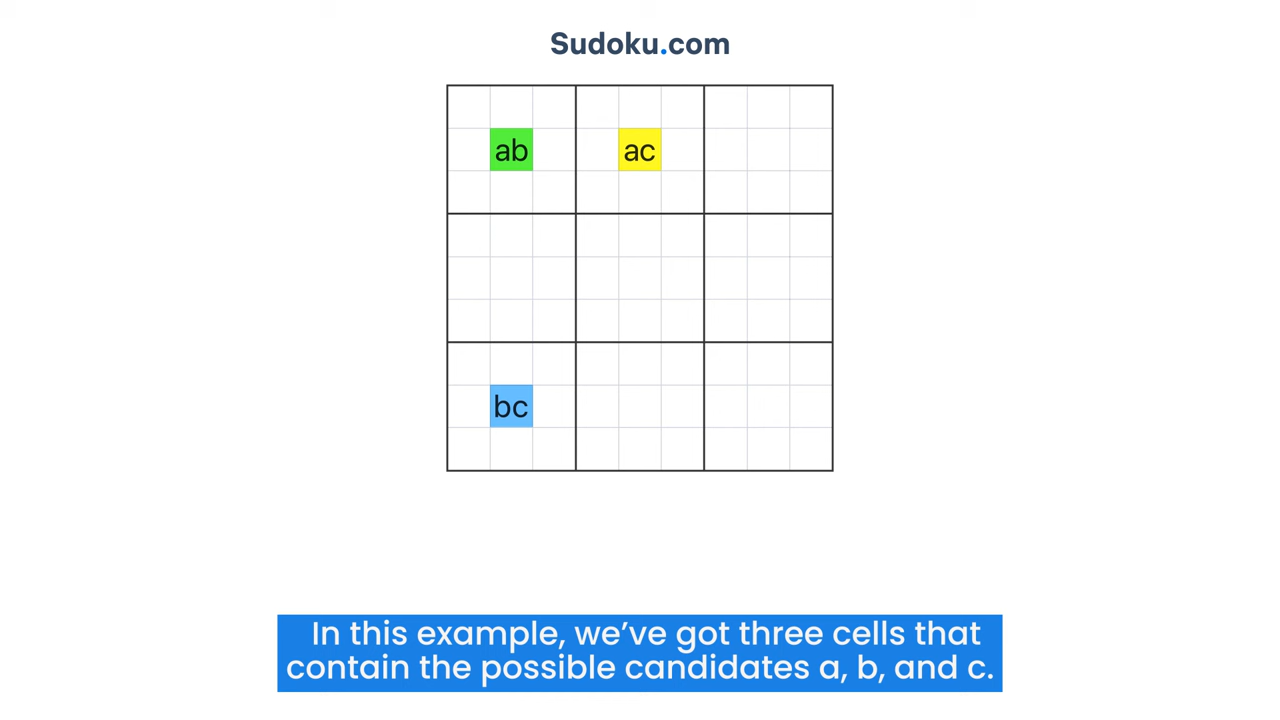 Sudoku.com
ab ac
bc
In this example, we’ve got three cells that
contain the possible candidates a, b, and c.